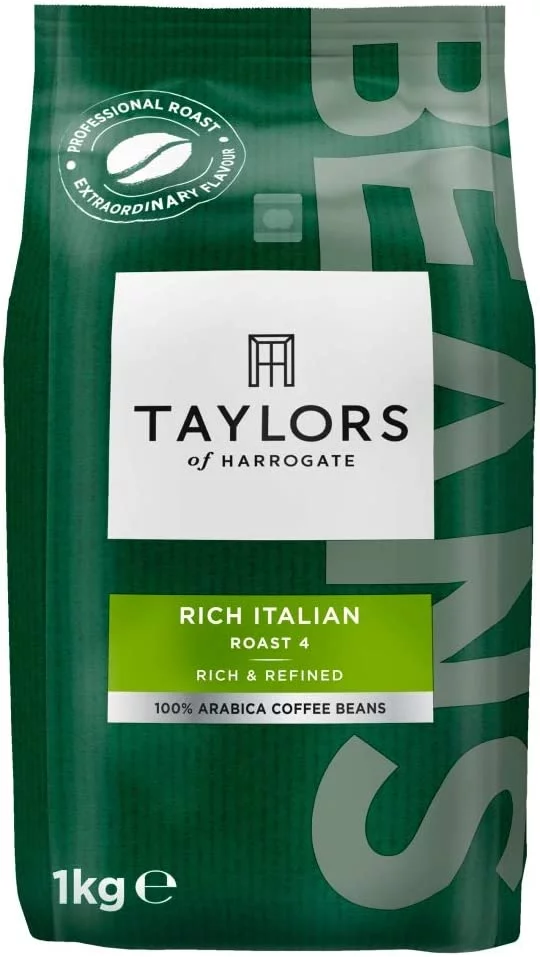 PROFESSIONAL ROAST
EXTRAORDINARY FLAVOUR
BEANS
TAYLORS
of HARROGATE
RICH ITALIAN
ROAST 4
RICH & REFINED
100% ARABICA COFFEE BEANS
1kg ℮